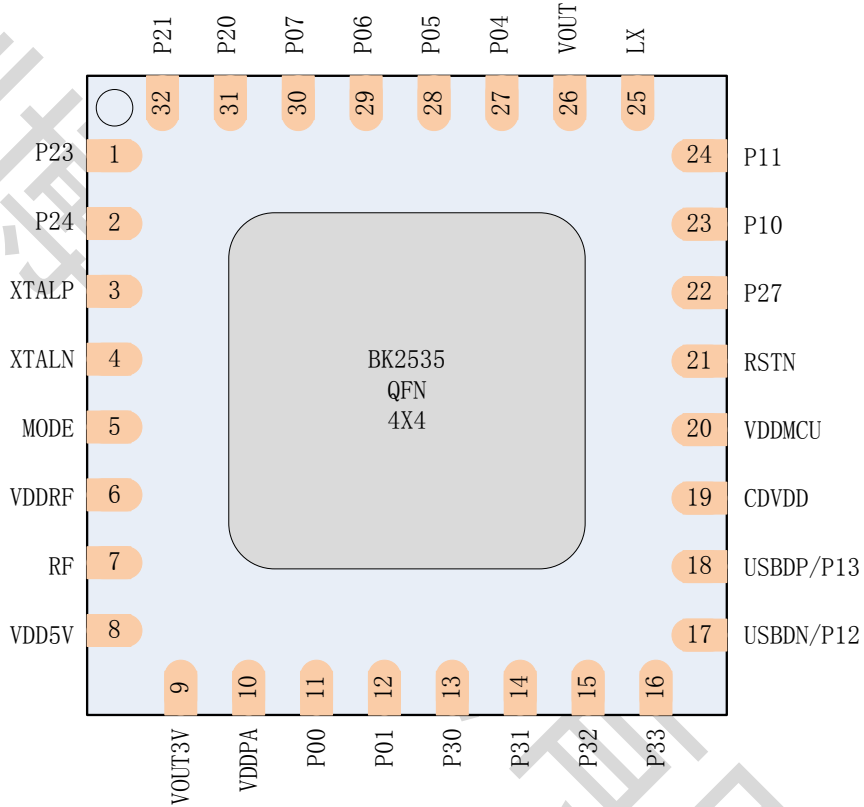 P21 P20 P07 P06 P05 P04 VOUT LX
32 31 30 29 28 27 26 25
P23 1 24 P11
P24 2 23 P10
XTALP 3 22 P27
XTALN 4 21 RSTN
MODE 5 20 VDDMCU
VDDRF 6 19 CDVDD
RF 7 18 USBDP/P13
VDD5V 8 17 USBDN/P12
BK2535
QFN
4X4
9 10 11 12 13 14 15 16
VOUT3V VDDPA P00 P01 P30 P31 P32 P33